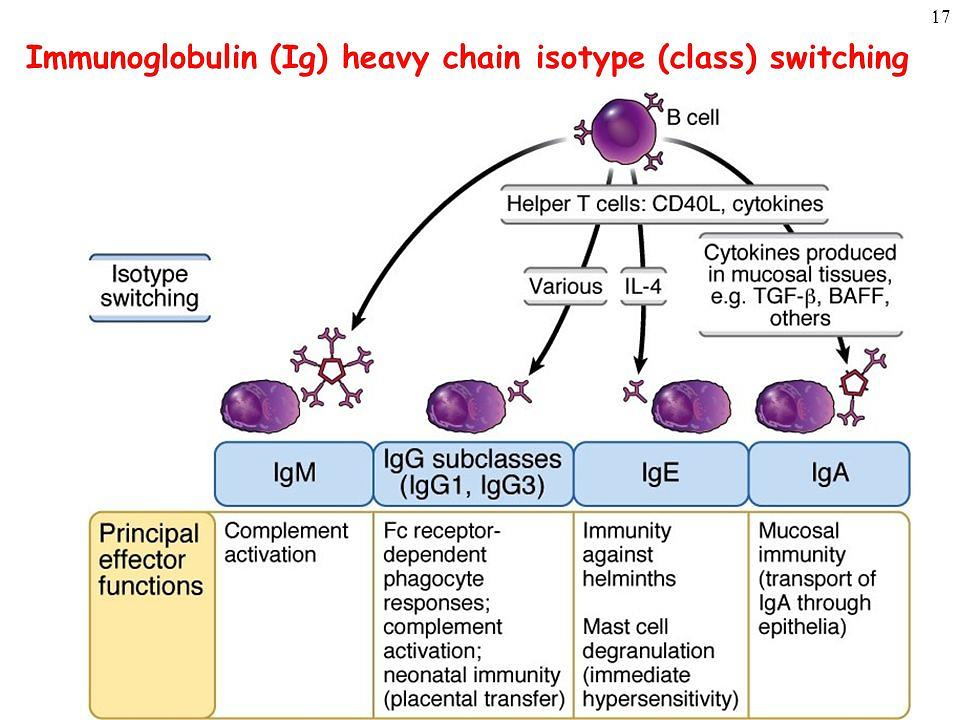 17
Immunoglobulin (Ig) heavy chain isotype (class) switching
B cell
Helper T cells: CD40L, cytokines
Isotype
switching
Various
IL-4
Cytokines produced
in mucosal tissues,
e.g. TGF-β, BAFF,
others
IgM
IgG subclasses
(IgG1, IgG3)
IgE
IgA
Principal
effector
functions
Complement
activation
Fc receptor-
dependent
phagocyte
responses;
complement
activation;
neonatal immunity
(placental transfer)
Immunity
against
helminths
Mast cell
degranulation
(immediate
hypersensitivity)
Mucosal
immunity
(transport of
IgA through
epithelia)